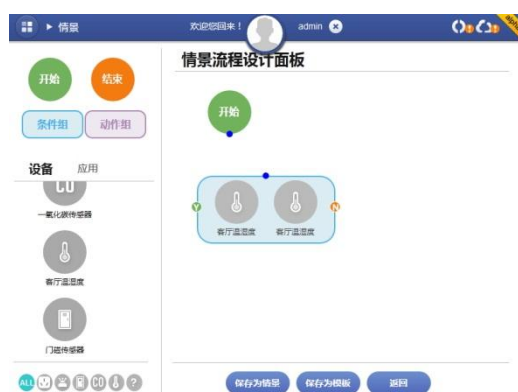 情景
欢迎您回来！ admin
alpha
开始 结束
条件组 动作组
设备 应用
CO
一氧化碳传感器
客厅温湿度
门磁传感器
ALL CO ?
情景流程设计面板
开始
Y N
客厅温湿度 客厅温湿度
保存为情景 保存为模板 返回